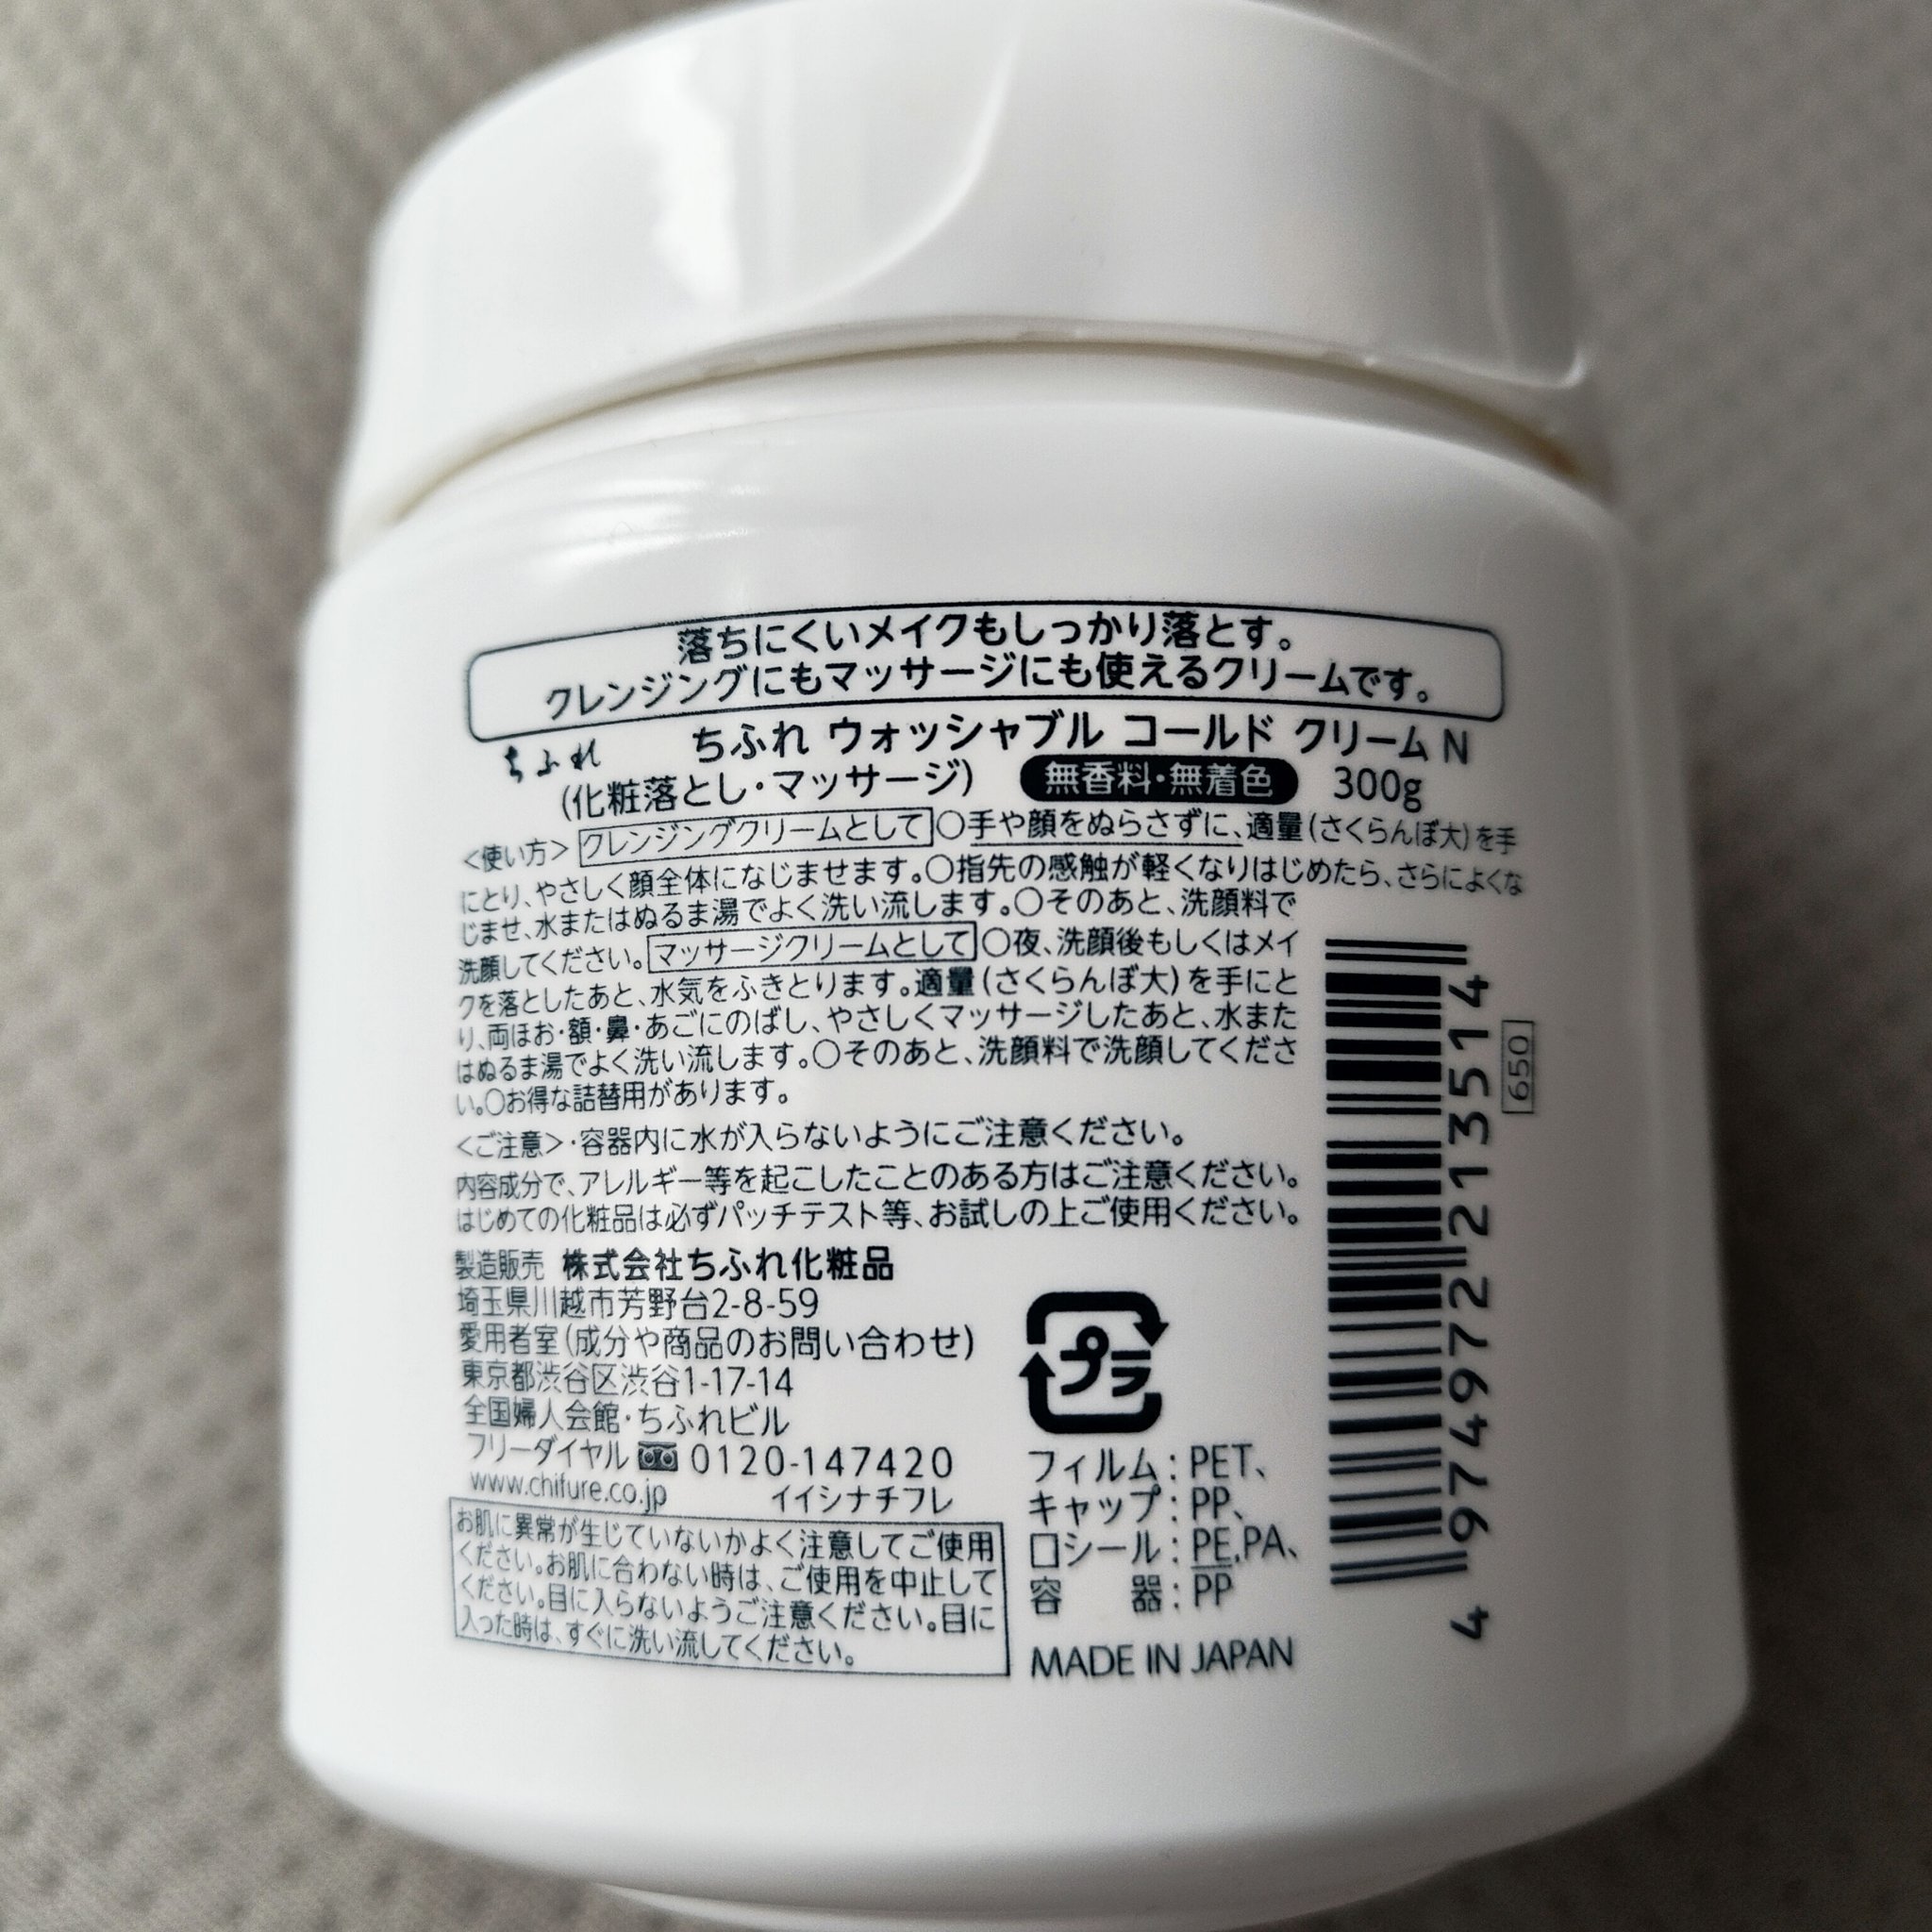 落ちにくいメイクもしっかり落とす。
クレンジングにもマッサージにも使えるクリームです。
ちふれ ちふれ ウォッシャブル コールド クリーム N
(化粧落とし・マッサージ) 無香料・無着色 300g
<使い方> クレンジングクリームとして 〇手や顔をぬらさずに、適量(さくらんぼ大)を手
にとり、やさしく顔全体になじませます。〇指先の感触が軽くなりはじめたら、さらによくな
じませ、水またはぬるま湯でよく洗い流します。〇そのあと、洗顔料で
洗顔してください。 マッサージクリームとして 〇夜、洗顔後もしくはメイ
クを落としたあと、水気をふきとります。適量(さくらんぼ大)を手にと
り、両ほお・額・鼻・あごにのばし、やさしくマッサージしたあと、水また
はぬるま湯でよく洗い流します。〇そのあと、洗顔料で洗顔してくださ
い。〇お得な詰替用があります。
<ご注意>・容器内に水が入らないようにご注意ください。
内容成分で、アレルギー等を起こしたことのある方はご注意ください。
はじめての化粧品は必ずパッチテスト等、お試しの上ご使用ください。
製造販売 株式会社ちふれ化粧品
埼玉県川越市芳野台2-8-59
愛用者室(成分や商品のお問い合わせ)
東京都渋谷区渋谷1-17-14
全国婦人会館・ちふれビル
フリーダイヤル 0120-147420
www.chifure.co.jp イイシナチフレ
お肌に異常が生じていないかよく注意してご使用
ください。お肌に合わない時は、ご使用を中止して
ください。目に入らないようご注意ください。目に
入った時は、すぐに洗い流してください。
プラ
フィルム:PET、
キャップ:PP、
口シール:PE,PA、
容 器:PP
MADE IN JAPAN
4 974972 213514
650